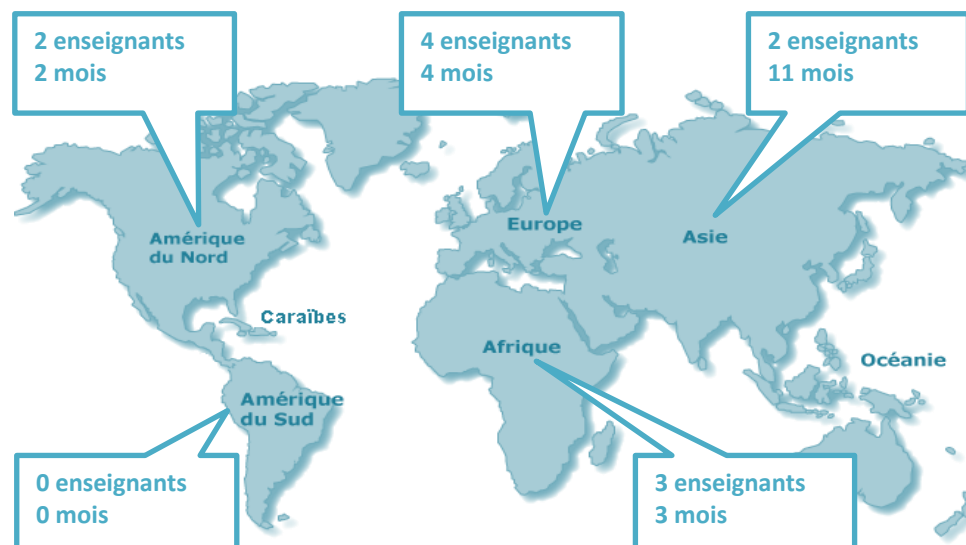 2 enseignants
2 mois
4 enseignants
4 mois
2 enseignants
11 mois
Europe
Amérique
du Nord
Asie
Caraïbes
Afrique
Océanie
Amérique
du Sud
0 enseignants
0 mois
3 enseignants
3 mois